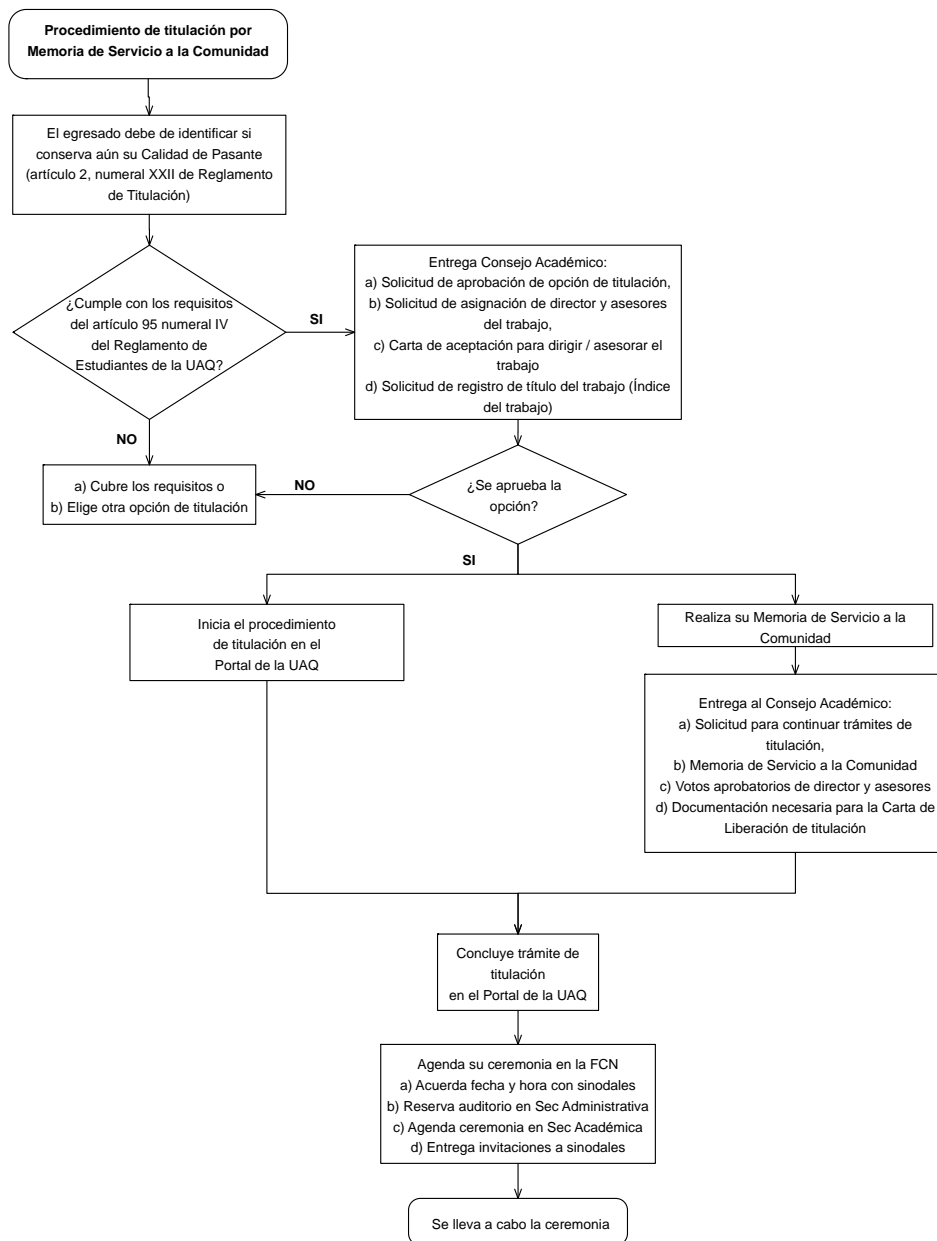 Procedimiento de titulación por
Memoria de Servicio a la Comunidad
El egresado debe de identificar si
conserva aún su Calidad de Pasante
(artículo 2, numeral XXII de Reglamento
de Titulación)
¿Cumple con los requisitos
del artículo 95 numeral IV
del Reglamento de
Estudiantes de la UAQ?
SI
Entrega Consejo Académico:
a) Solicitud de aprobación de opción de titulación,
b) Solicitud de asignación de director y asesores
del trabajo,
c) Carta de aceptación para dirigir / asesorar el
trabajo
d) Solicitud de registro de título del trabajo (Índice
del trabajo)
NO
a) Cubre los requisitos o
b) Elige otra opción de titulación
NO
¿Se aprueba la
opción?
SI
Inicia el procedimiento
de titulación en el
Portal de la UAQ
Realiza su Memoria de Servicio a la
Comunidad
Entrega al Consejo Académico:
a) Solicitud para continuar trámites de
titulación,
b) Memoria de Servicio a la Comunidad
c) Votos aprobatorios de director y asesores
d) Documentación necesaria para la Carta de
Liberación de titulación
Concluye trámite de
titulación
en el Portal de la UAQ
Agenda su ceremonia en la FCN
a) Acuerda fecha y hora con sinodales
b) Reserva auditorio en Sec Administrativa
c) Agenda ceremonia en Sec Académica
d) Entrega invitaciones a sinodales
Se lleva a cabo la ceremonia